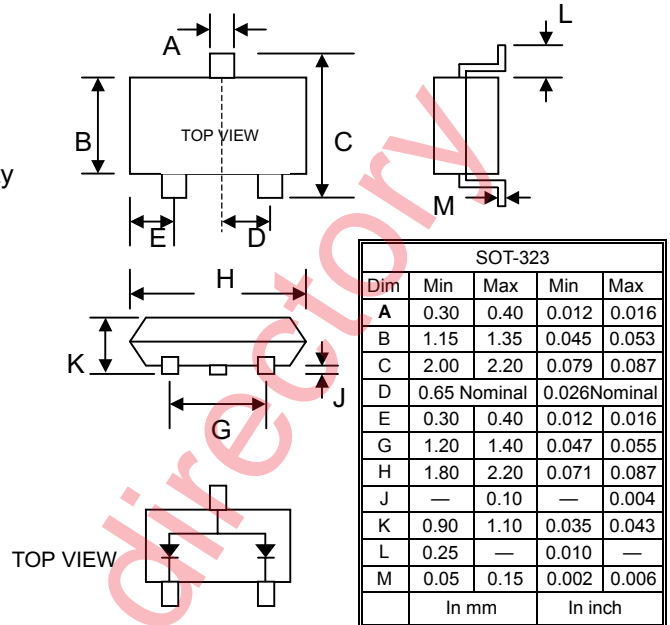 L
A
B
TOP VIEW
C
y
M
E
D
H
K
J
G
TOP VIEW
SOT-323
Dim Min Max Min Max
A 0.30 0.40 0.012 0.016
B 1.15 1.35 0.045 0.053
C 2.00 2.20 0.079 0.087
D 0.65 Nominal 0.026Nominal
E 0.30 0.40 0.012 0.016
G 1.20 1.40 0.047 0.055
H 1.80 2.20 0.071 0.087
J — 0.10 — 0.004
K 0.90 1.10 0.035 0.043
L 0.25 — 0.010 —
M 0.05 0.15 0.002 0.006
In mm In inch
directory